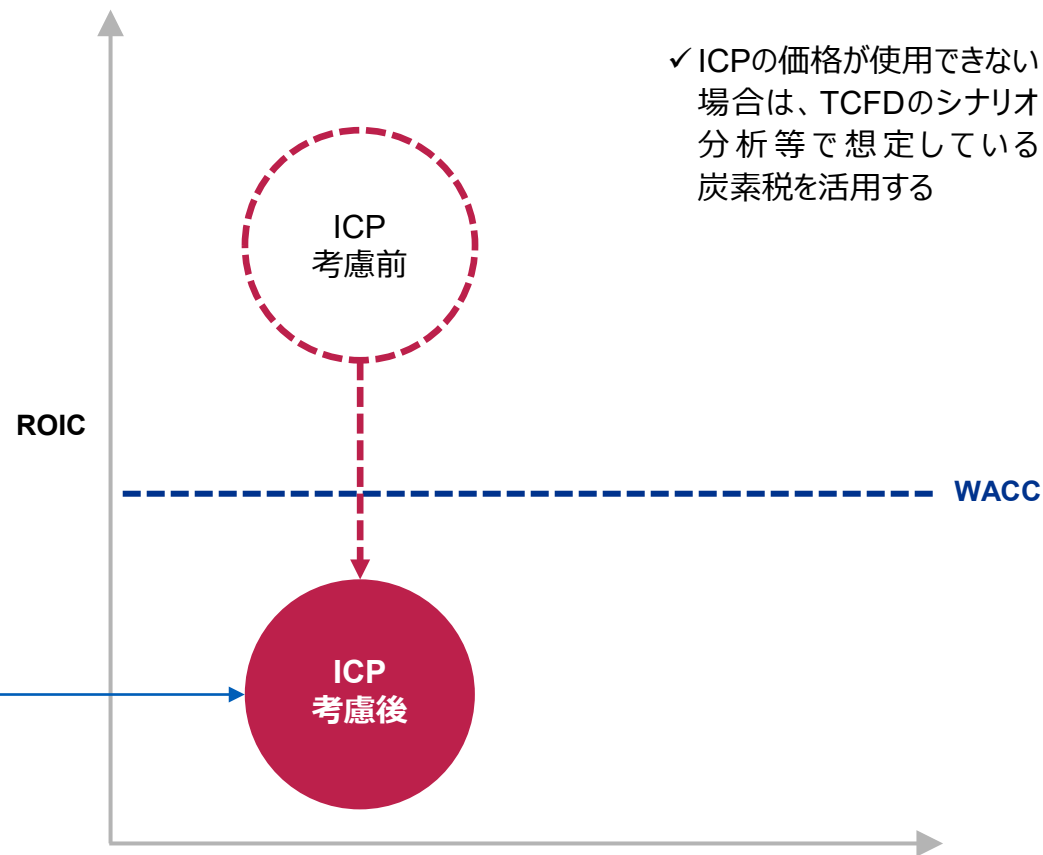 ✓ICPの価格が使用できない
場合は、TCFDのシナリオ
分析等で想定している
炭素税を活用する
ICP
考慮前
ROIC
WACC
ICP
考慮後